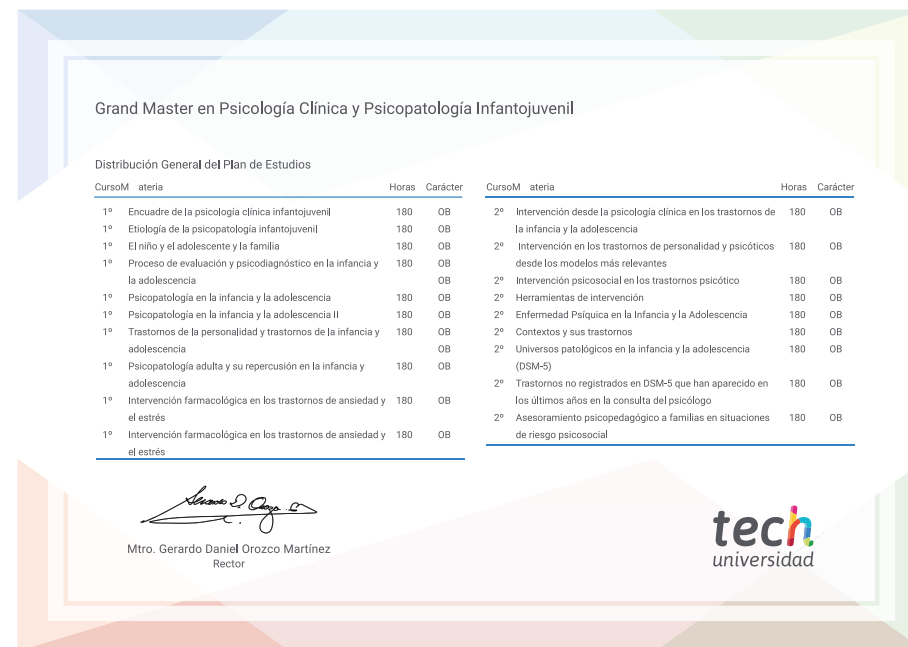 Grand Master en Psicología Clínica y Psicopatología Infantojuvenil
Distribución General del Plan de Estudios
CursoM ateria Horas Carácter
1º Encuadre de la psicología clínica infantojuvenil 180 OB
1º Etiología de la psicopatología infantojuvenil 180 OB
1º El niño y el adolescente y la familia 180 OB
1º Proceso de evaluación y psicodiagnóstico en la infancia y 180 OB
la adolescencia OB
1º Psicopatología en la infancia y la adolescencia 180 OB
1º Psicopatología en la infancia y la adolescencia II 180 OB
1º Trastornos de la personalidad y trastornos de la infancia y 180 OB
adolescencia OB
1º Psicopatología adulta y su repercusión en la infancia y 180 OB
adolescencia
1º Intervención farmacológica en los trastornos de ansiedad y 180 OB
el estrés
1º Intervención farmacológica en los trastornos de ansiedad y 180 OB
el estrés
CursoM ateria Horas Carácter
2º Intervención desde la psicología clínica en los trastornos de 180 OB
la infancia y la adolescencia
2º Intervención en los trastornos de personalidad y psicóticos 180 OB
desde los modelos más relevantes
2º Intervención psicosocial en los trastornos psicótico 180 OB
2º Herramientas de intervención 180 OB
2º Enfermedad Psíquica en la Infancia y la Adolescencia 180 OB
2º Contextos y sus trastornos 180 OB
2º Universos patológicos en la infancia y la adolescencia 180 OB
(DSM-5)
2º Trastornos no registrados en DSM-5 que han aparecido en 180 OB
los últimos años en la consulta del psicólogo
2º Asesoramiento psicopedagógico a familias en situaciones 180 OB
de riesgo psicosocial
Mtro. Gerardo Daniel Orozco Martínez
Rector
tech
universidad